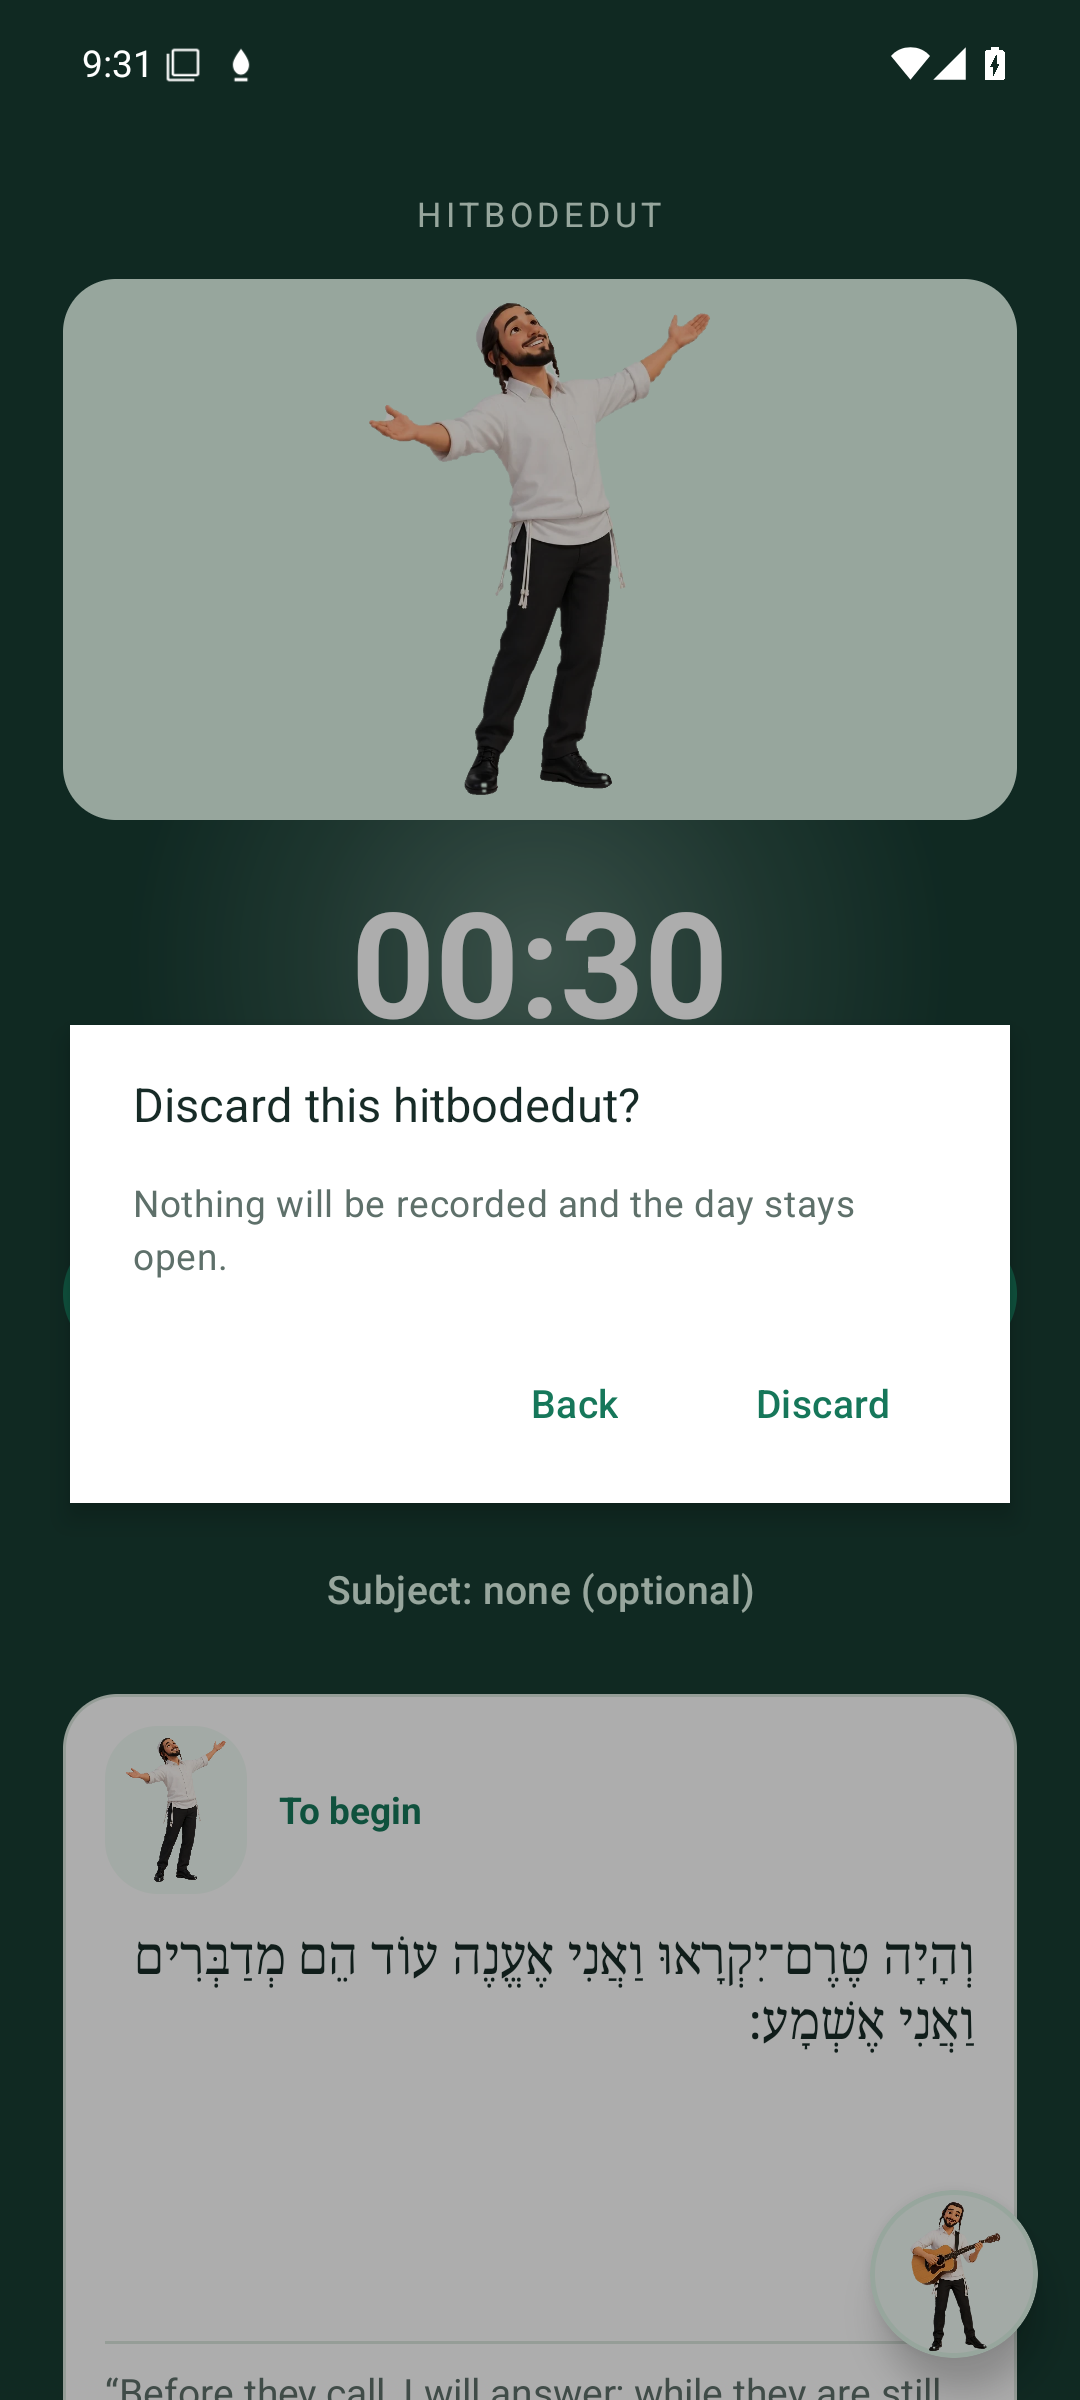 9:31
HITBODEDUT
00:30
Discard this hitbodedut?
Nothing will be recorded and the day stays
open.
Back Discard
Subject: none (optional)
To begin
וְהָיָה טֶרֶם־יִקְרָאוּ וַאֲנִי אֶעֱנֶה עוֹד הֵם מְדַבְּרִים
וַאֲנִי אֶשְׁמָע:
“Before they call, I will answer; while they are still